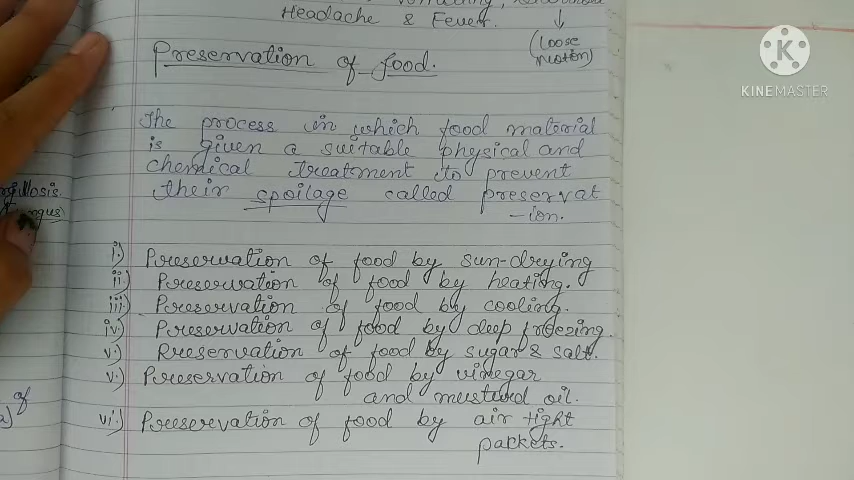 Headache & Fever.
(loose
motion)
Preservation of food.
The process in which food material
is given a suitable physical and
chemical treatment to prevent
their spoilage called preservat
-ion.
i.) Preservation of food by sun-drying
ii.) Preservation of food by heating.
iii.) Preservation of food by cooling.
iv.) Preservation of food by deep freezing.
v.) Preservation of food by sugar & salt.
v.) Preservation of food by vinegar
and musturd oil.
vi.) Preservation of food by air tight
packets.
of
K
KINEMASTER